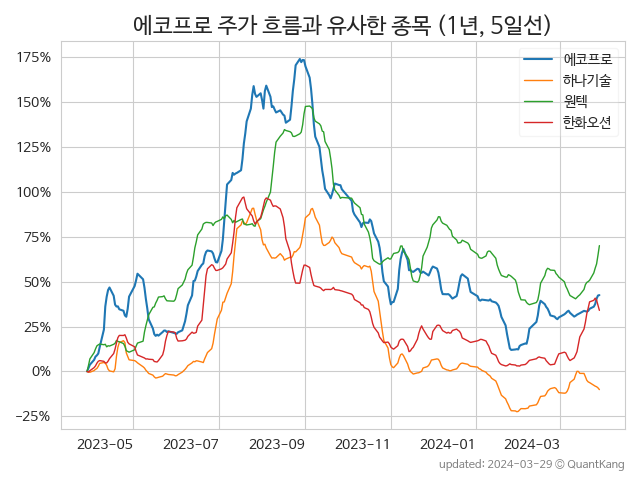 에코프로 주가 흐름과 유사한 종목 (1년, 5일선)
175%
150%
125%
100%
75%
50%
25%
0%
−25%
에코프로
하나기술
원텍
한화오션
2023-05 2023-07 2023-09 2023-11 2024-01 2024-03
updated: 2024-03-29 © QuantKang